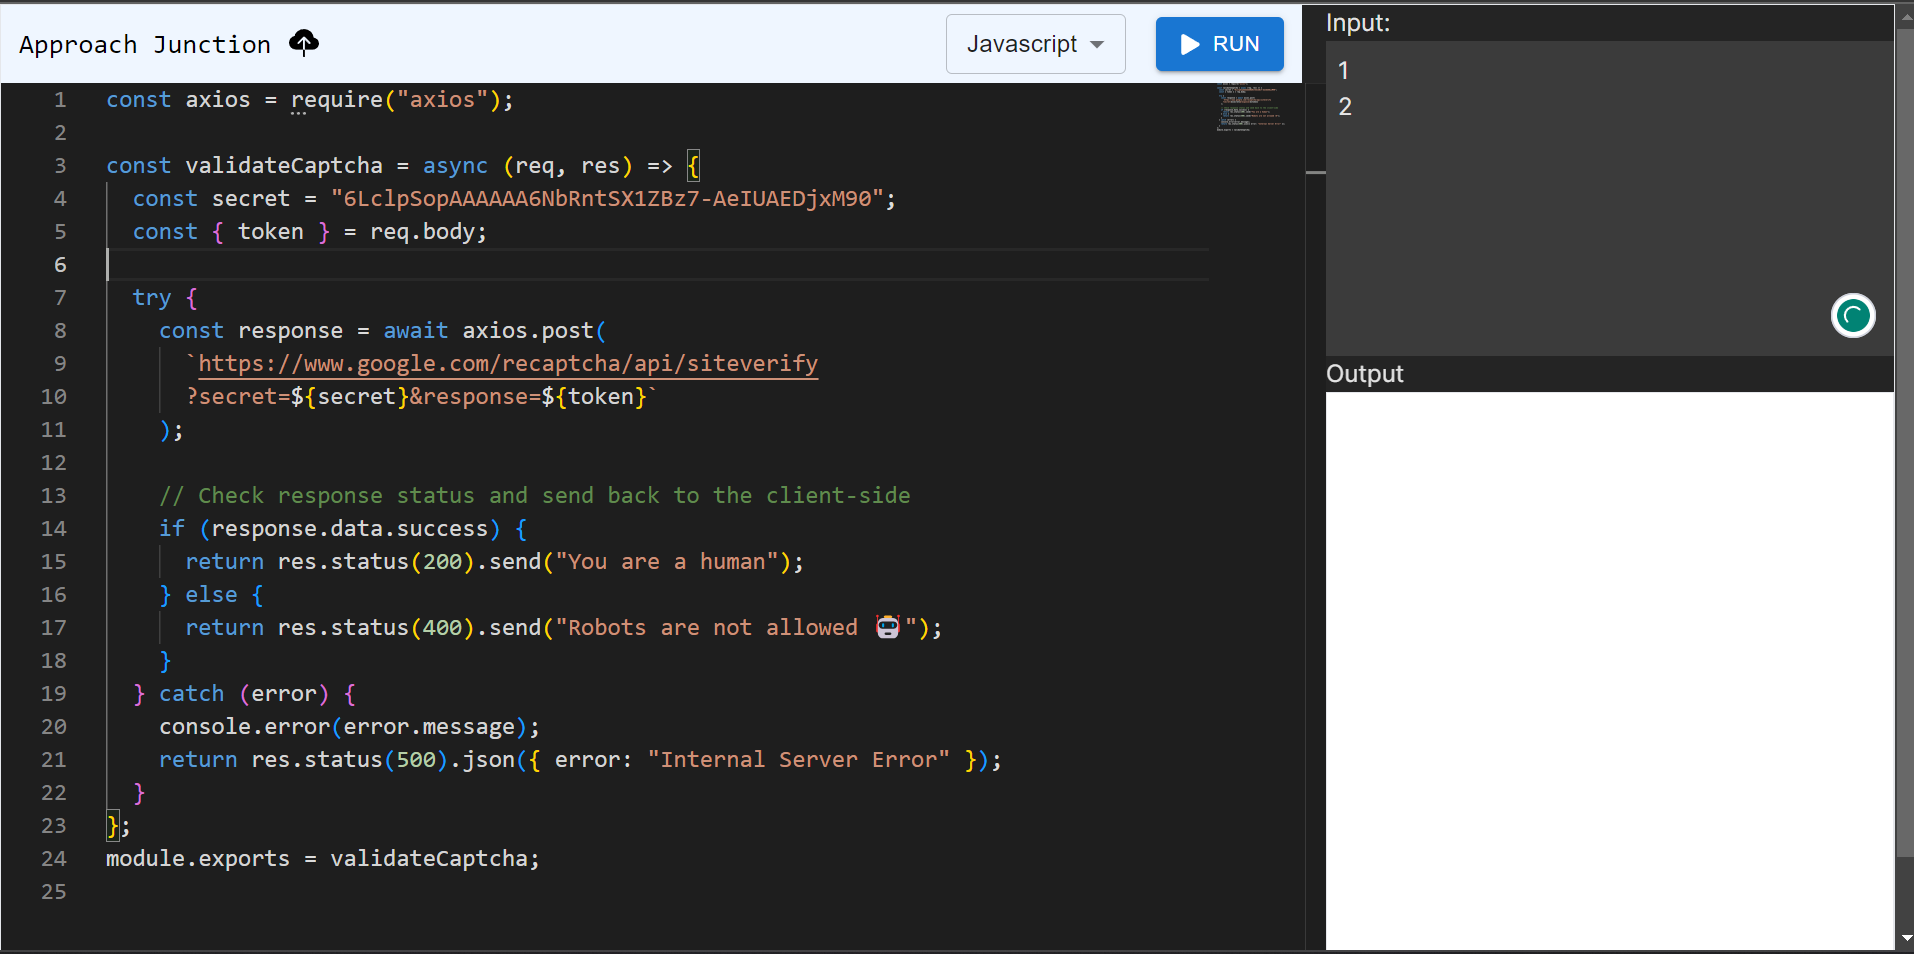 Approach Junction
Javascript
RUN
1 const axios = require("axios");
2
3 const validateCaptcha = async (req, res) => {
4 const secret = "6LclpSopAAAAAA6NbRntSX1ZBz7-AeIUAEDjxM90";
5 const { token } = req.body;
6
7 try {
8 const response = await axios.post(
9 `https://www.google.com/recaptcha/api/siteverify
10 ?secret=${secret}&response=${token}`
11 );
12
13 // Check response status and send back to the client-side
14 if (response.data.success) {
15 return res.status(200).send("You are a human");
16 } else {
17 return res.status(400).send("Robots are not allowed 🤖");
18 }
19 } catch (error) {
20 console.error(error.message);
21 return res.status(500).json({ error: "Internal Server Error" });
22 }
23 };
24 module.exports = validateCaptcha;
25
Input:
1
2
Output